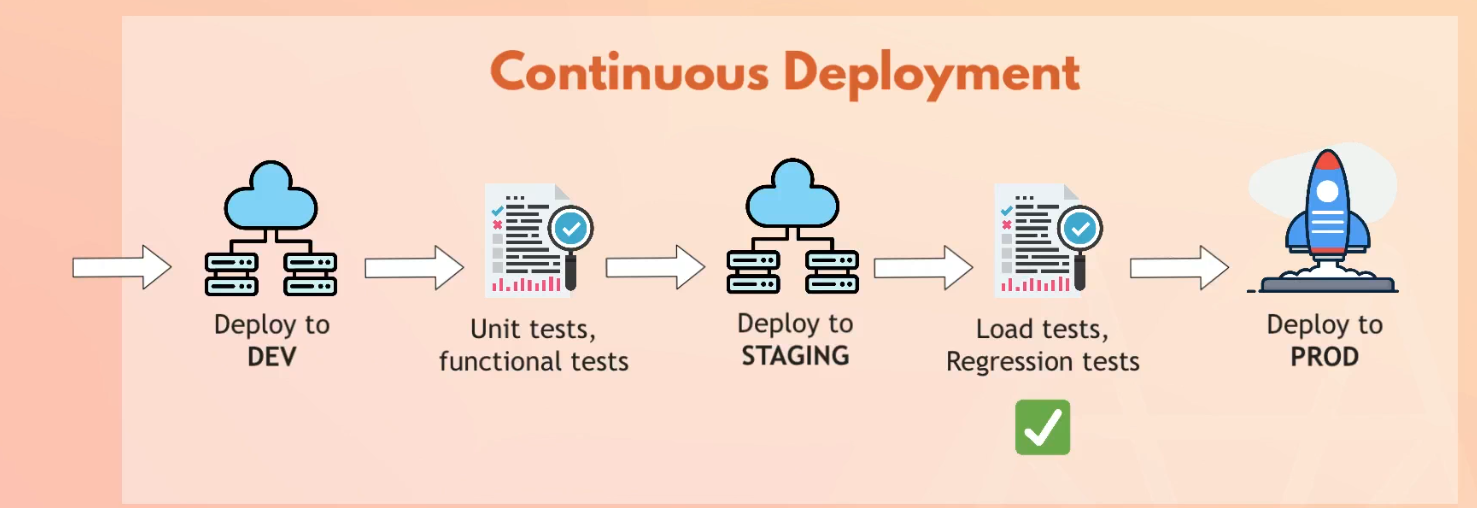 Continuous Deployment
Deploy to
DEV
Unit tests,
functional tests
Deploy to
STAGING
Load tests,
Regression tests
Deploy to
PROD